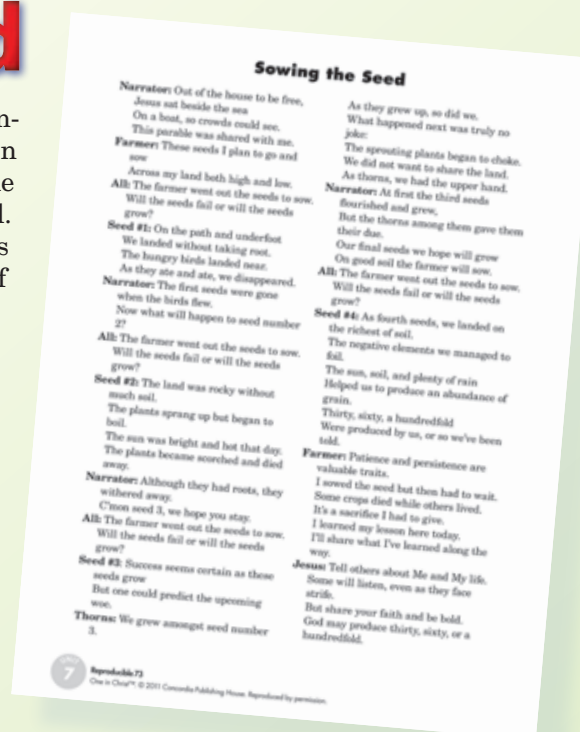 d
n-
n
e
l.
s
f
Sowing the Seed
Narrator: Out of the house to be free,
Jesus sat beside the sea
On a boat, so crowds could see.
This parable was shared with me.
Farmer: These seeds I plan to go and
sow
Across my land both high and low.
All: The farmer went out the seeds to sow.
Will the seeds fail or will the seeds
grow?
Seed #1: On the path and underfoot
We landed without taking root.
The hungry birds landed near.
As they ate and ate, we disappeared.
Narrator: The first seeds were gone
when the birds flew.
Now what will happen to seed number
2?
All: The farmer went out the seeds to sow.
Will the seeds fail or will the seeds
grow?
Seed #2: The land was rocky without
much soil.
The plants sprang up but began to
boil.
The sun was bright and hot that day.
The plants became scorched and died
away.
Narrator: Although they had roots, they
withered away.
C'mon seed 3, we hope you stay.
All: The farmer went out the seeds to sow.
Will the seeds fail or will the seeds
grow?
Seed #3: Success seems certain as these
seeds grow
But one could predict the upcoming
woe.
Thorns: We grew amongst seed number
3.
As they grew up, so did we.
What happened next was truly no
joke:
The sprouting plants began to choke.
We did not want to share the land.
As thorns, we had the upper hand.
Narrator: At first the third seeds
flourished and grew,
But the thorns among them gave them
their due.
Our final seeds we hope will grow
On good soil the farmer will sow.
All: The farmer went out the seeds to sow.
Will the seeds fail or will the seeds
grow?
Seed #4: As fourth seeds, we landed on
the richest of soil.
The negative elements we managed to
foil.
The sun, soil, and plenty of rain
Helped us to produce an abundance of
grain.
Thirty, sixty, a hundredfold
Were produced by us, or so we've been
told.
Farmer: Patience and persistence are
valuable traits.
I sowed the seed but then had to wait.
Some crops died while others lived.
It's a sacrifice I had to give.
I learned my lesson here today.
I'll share what I've learned along the
way.
Jesus: Tell others about Me and My life.
Some will listen, even as they face
strife.
But share your faith and be bold.
God may produce thirty, sixty, or a
hundredfold.
UNIT
7
Reproducible 73
One in Christ™. © 2011 Concordia Publishing House. Reproduced by permission.